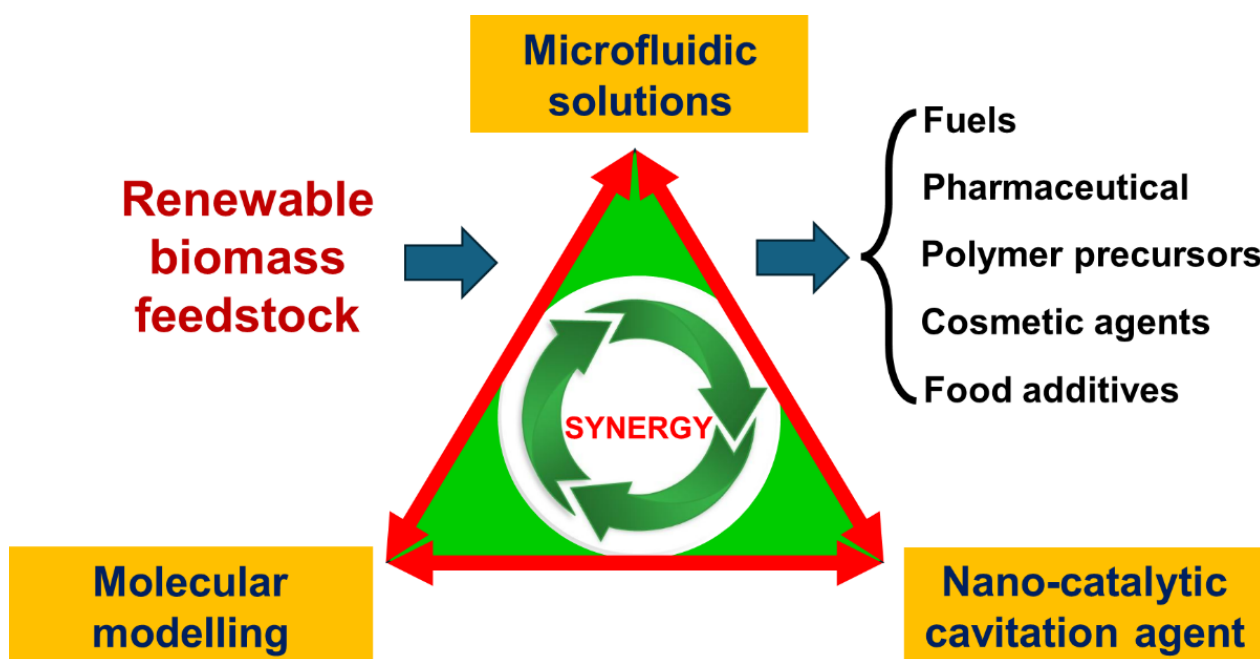 Microfluidic
solutions
Renewable
biomass
feedstock
Fuels
Pharmaceutical
Polymer precursors
Cosmetic agents
Food additives
SYNERGY
Molecular
modelling
Nano-catalytic
cavitation agent